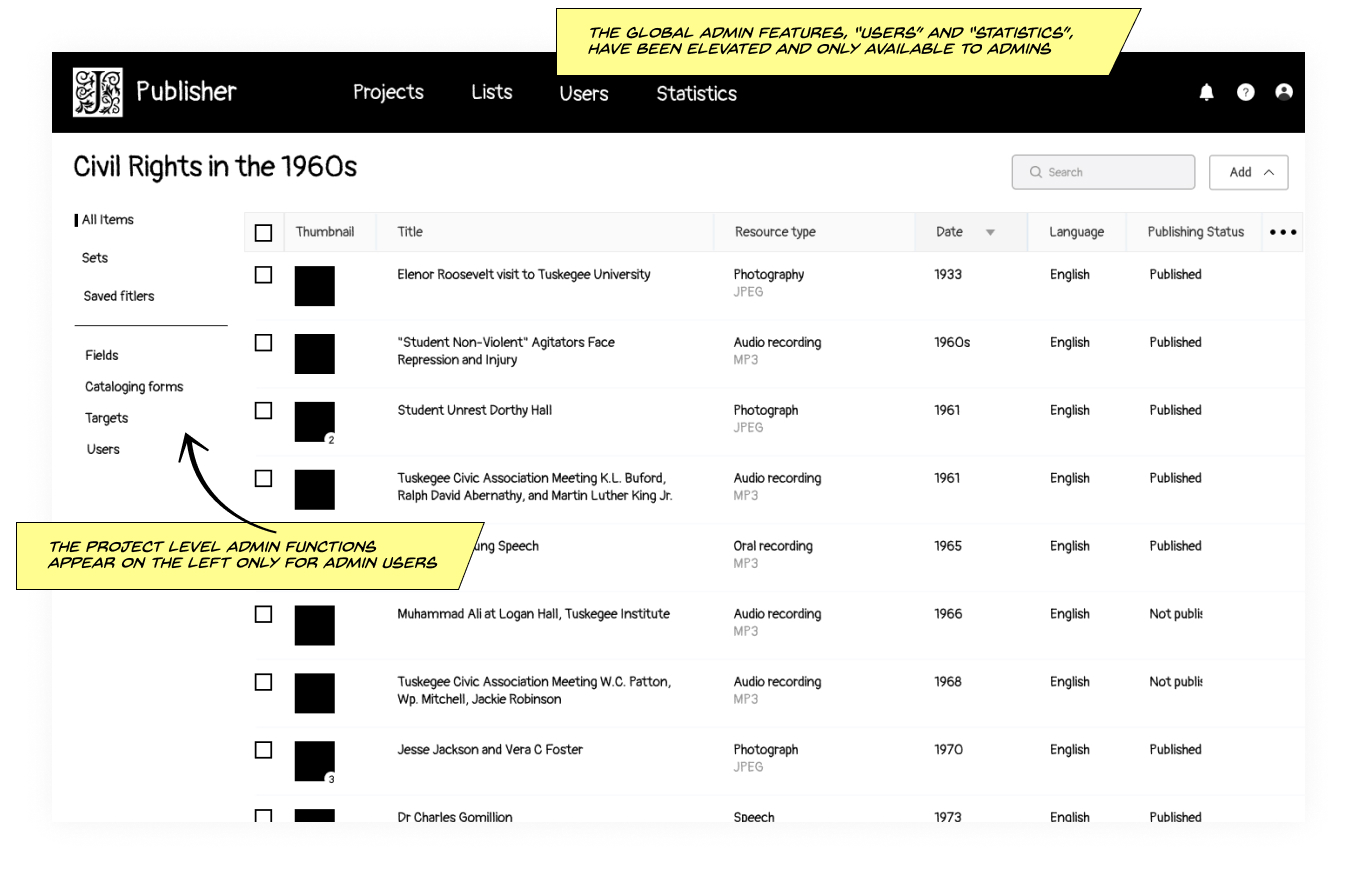 THE GLOBAL ADMIN FEATURES, "USERS" AND "STATISTICS",
HAVE BEEN ELEVATED AND ONLY AVAILABLE TO ADMINS
J Publisher Projects Lists Users Statistics ?
Civil Rights in the 1960s
Search
Add
All Items
Sets
Saved fitlers
Fields
Cataloging forms
Targets
Users
THE PROJECT LEVEL ADMIN FUNCTIONS
APPEAR ON THE LEFT ONLY FOR ADMIN USERS
Thumbnail Title Resource type Date Language Publishing Status
Elenor Roosevelt visit to Tuskegee University Photography 1933 English Published
JPEG
"Student Non-Violent" Agitators Face Audio recording 1960s English Published
Repression and Injury MP3
Student Unrest Dorthy Hall Photograph 1961 English Published
JPEG
2
Tuskegee Civic Association Meeting K.L. Buford, Audio recording 1961 English Published
Ralph David Abernathy, and Martin Luther King Jr. MP3
Speech Oral recording 1965 English Published
MP3
Muhammad Ali at Logan Hall, Tuskegee Institute Audio recording 1966 English Not publis
MP3
Tuskegee Civic Association Meeting W.C. Patton, Audio recording 1968 English Not publis
Wp. Mitchell, Jackie Robinson MP3
Jesse Jackson and Vera C Foster Photograph 1970 English Published
JPEG
3
Dr Charles Gomillion Speech 1973 English Published